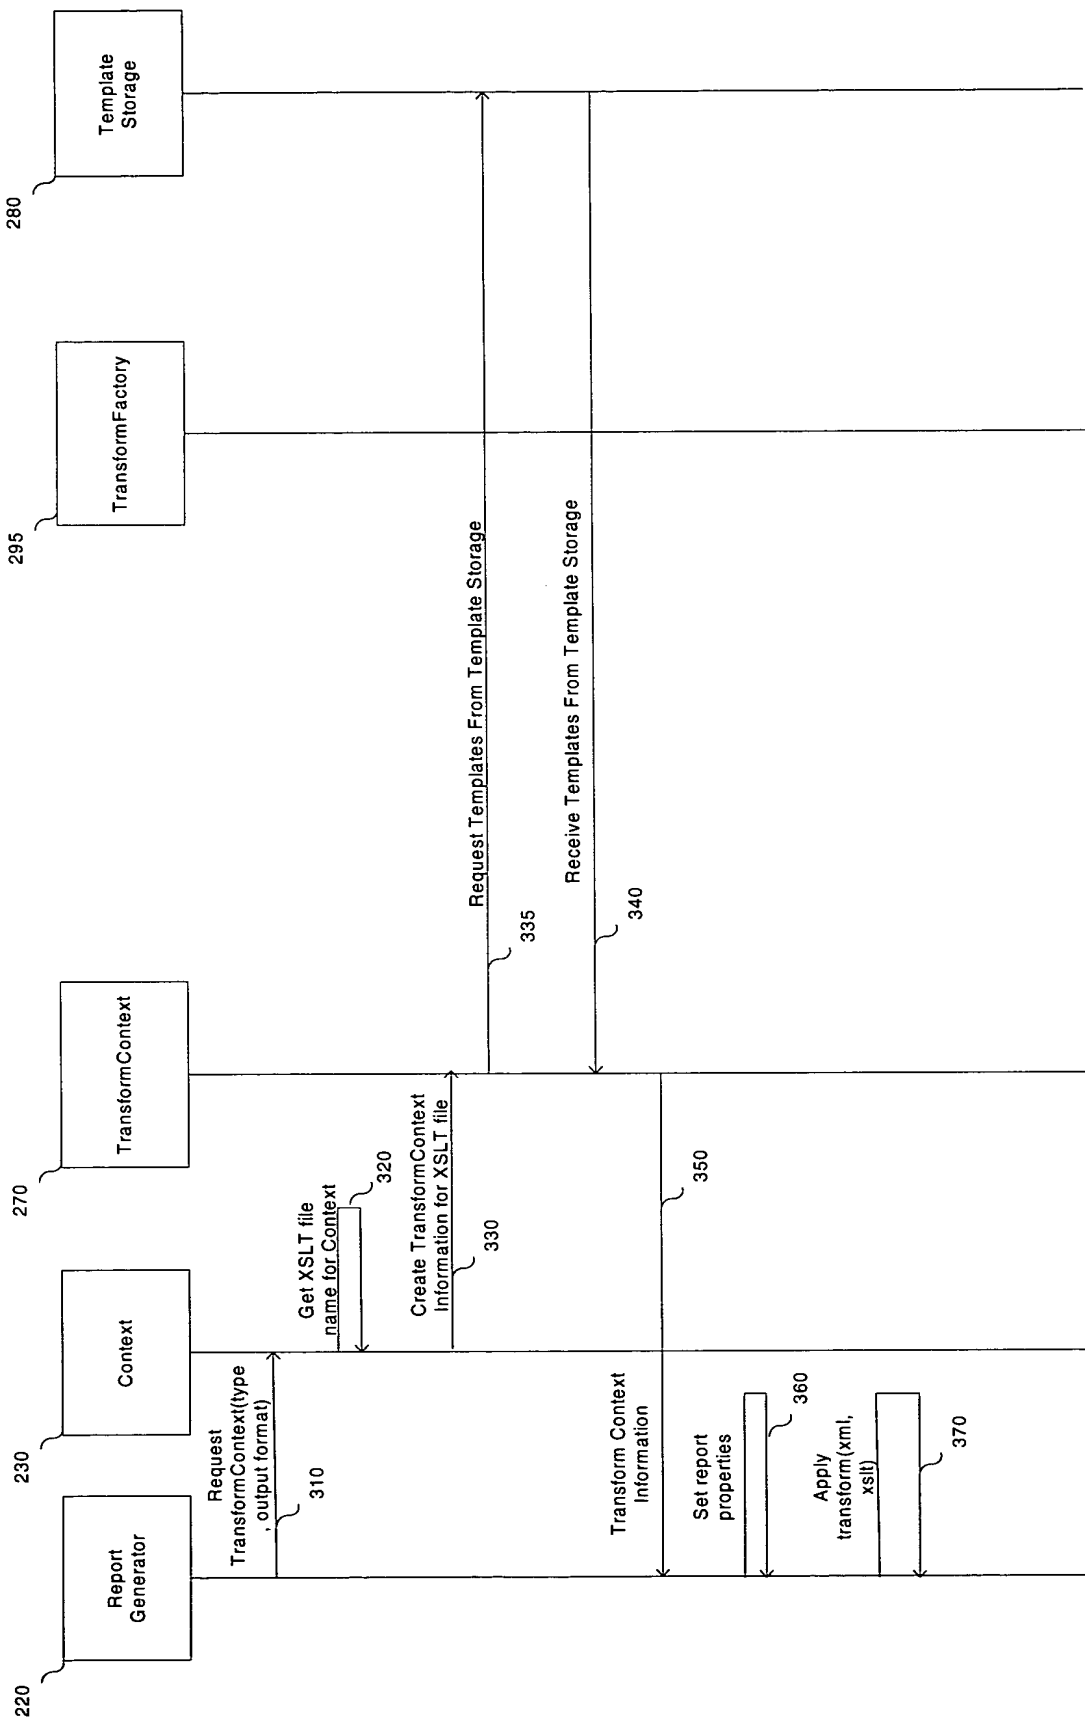 220
Report
Generator
230
Context
270
TransformContext
295
TransformFactory
280
Template
Storage
Request
TransformContext(type
, output format)
310
Get XSLT file
name for Context
320
Create TransformContext
Information for XSLT file
330
Request Templates From Template Storage
335
Receive Templates From Template Storage
340
Transform Context
Information
350
Set report
properties
360
Apply
transform(xml,
xslt)
370